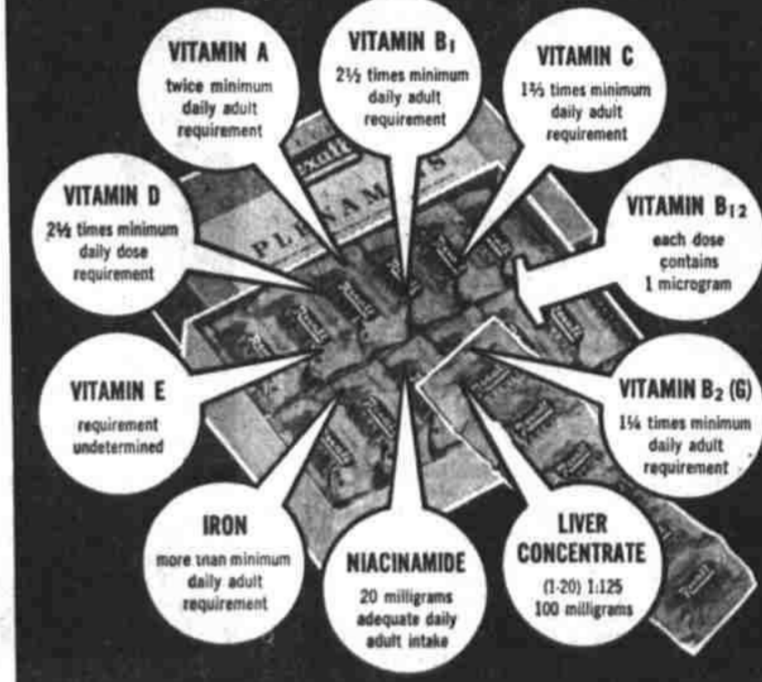 VITAMIN A
twice minimum
daily adult
requirement
VITAMIN B₁
2½ times minimum
daily adult
requirement
VITAMIN C
1⅔ times minimum
daily adult
requirement
VITAMIN D
2½ times minimum
daily dose
requirement
VITAMIN B₁₂
each dose
contains
1 microgram
PLENAMINS
Rexall
VITAMIN E
requirement
undetermined
VITAMIN B₂ (G)
1¼ times minimum
daily adult
requirement
IRON
more than minimum
daily adult
requirement
NIACINAMIDE
20 milligrams
adequate daily
adult intake
LIVER
CONCENTRATE
(1-20) 1:125
100 milligrams